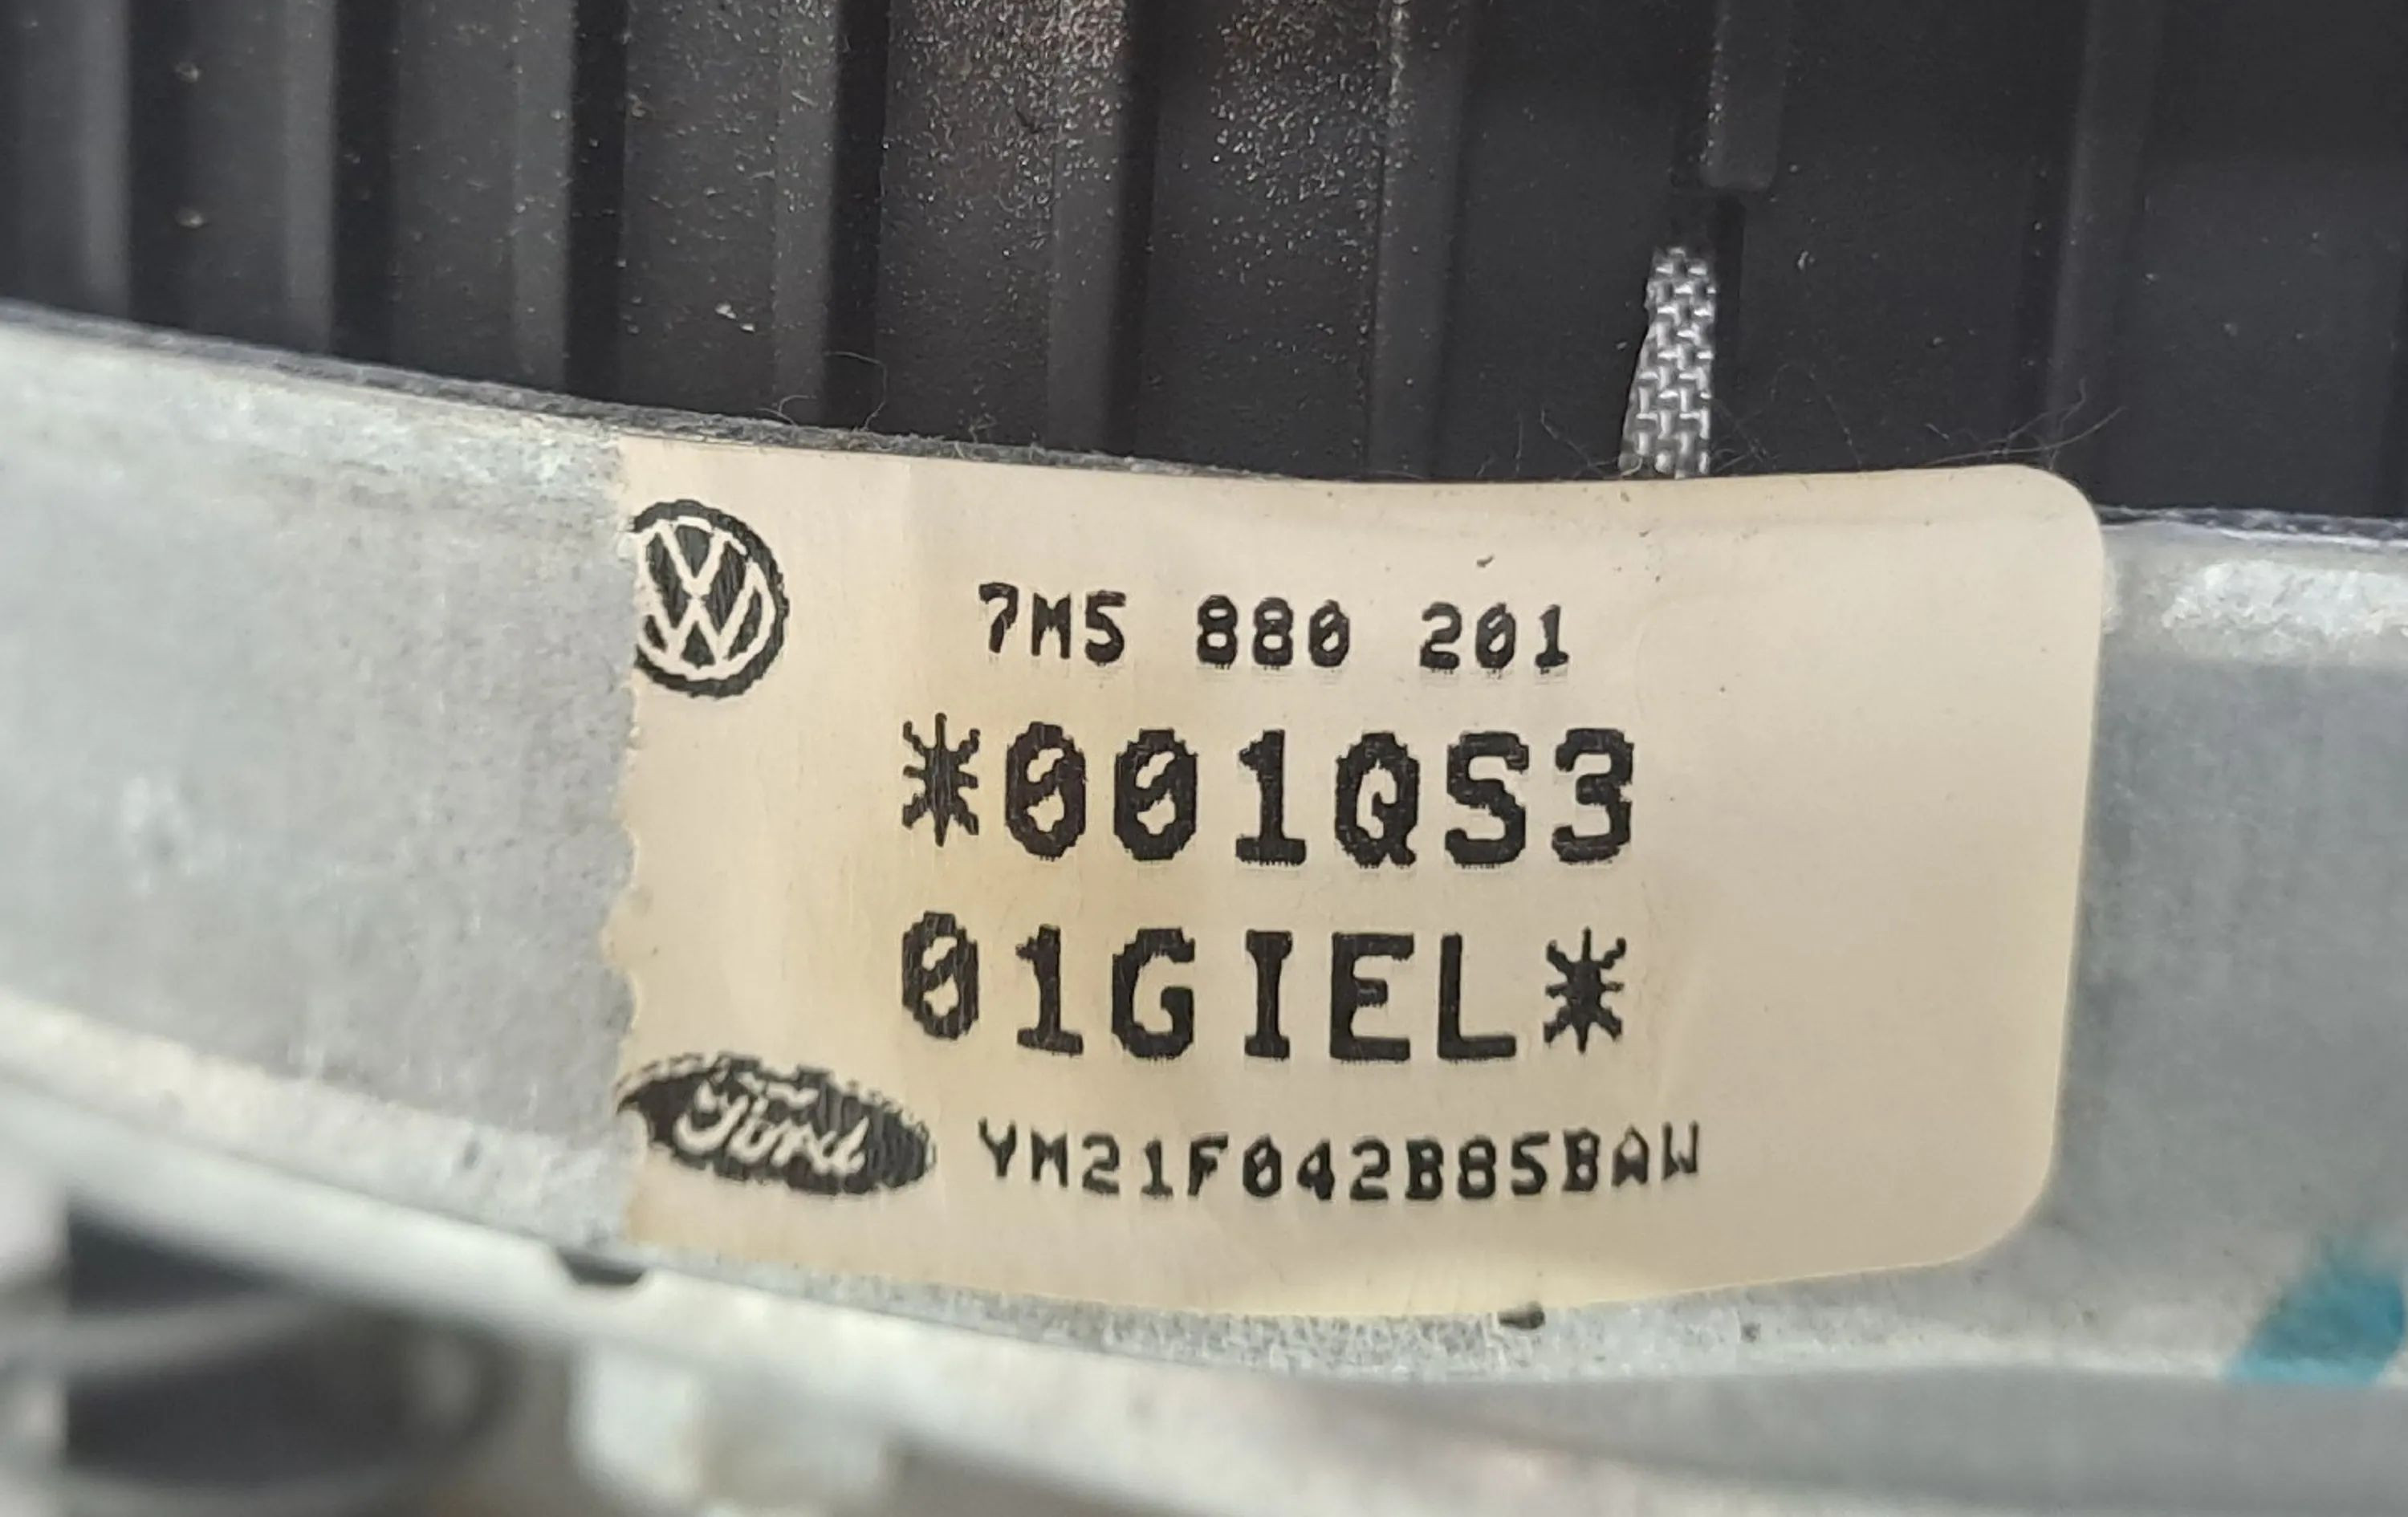 7M5 880 201
*001QS3
01GIEL*
Ford
YM21F042B85BAW